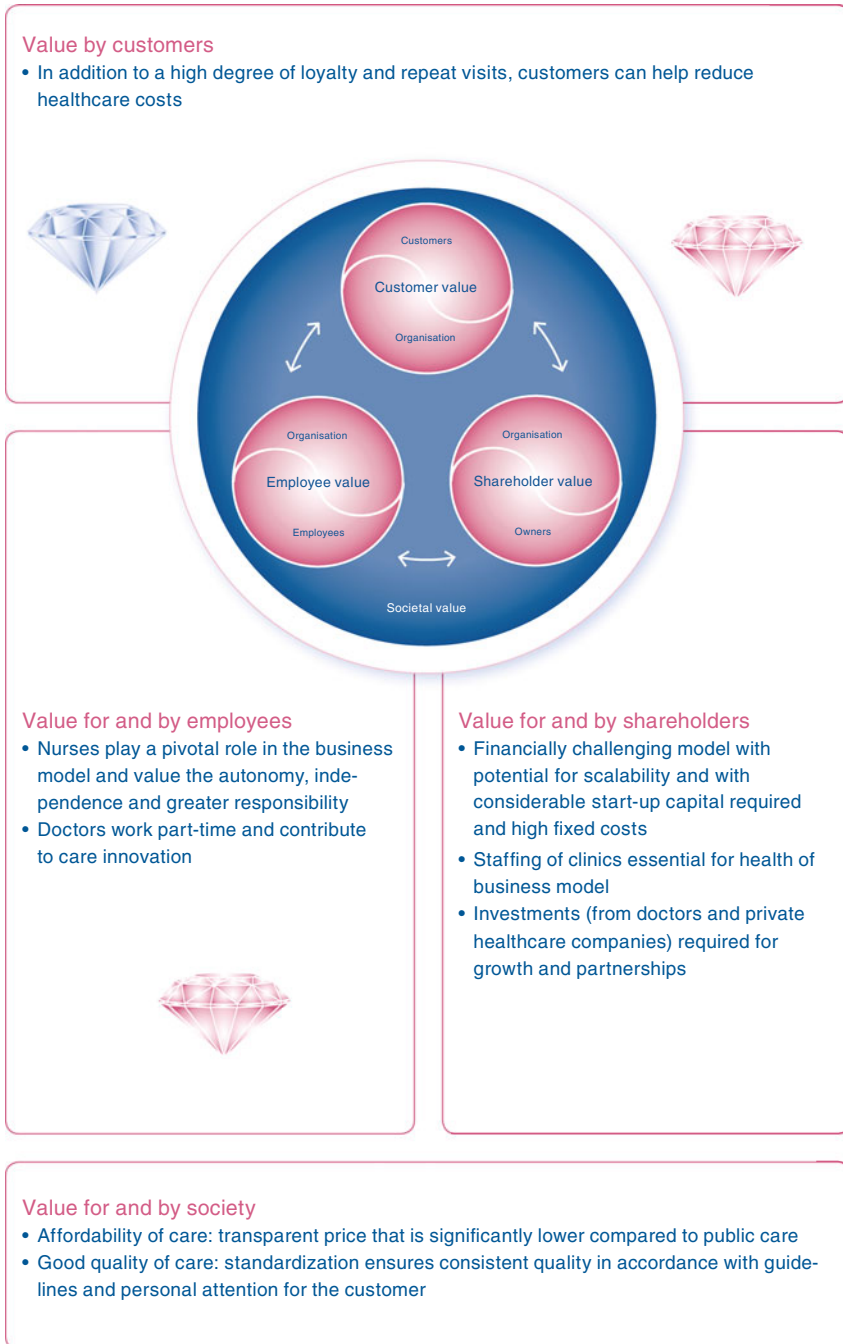 Value by customers
• In addition to a high degree of loyalty and repeat visits, customers can help reduce
healthcare costs
Customers
Customer value
Organisation
Organisation
Employee value
Employees
Organisation
Shareholder value
Owners
Societal value
Value for and by employees
• Nurses play a pivotal role in the business
model and value the autonomy, inde-
pendence and greater responsibility
• Doctors work part-time and contribute
to care innovation
Value for and by shareholders
• Financially challenging model with
potential for scalability and with
considerable start-up capital required
and high fixed costs
• Staffing of clinics essential for health of
business model
• Investments (from doctors and private
healthcare companies) required for
growth and partnerships
Value for and by society
• Affordability of care: transparent price that is significantly lower compared to public care
• Good quality of care: standardization ensures consistent quality in accordance with guide-
lines and personal attention for the customer